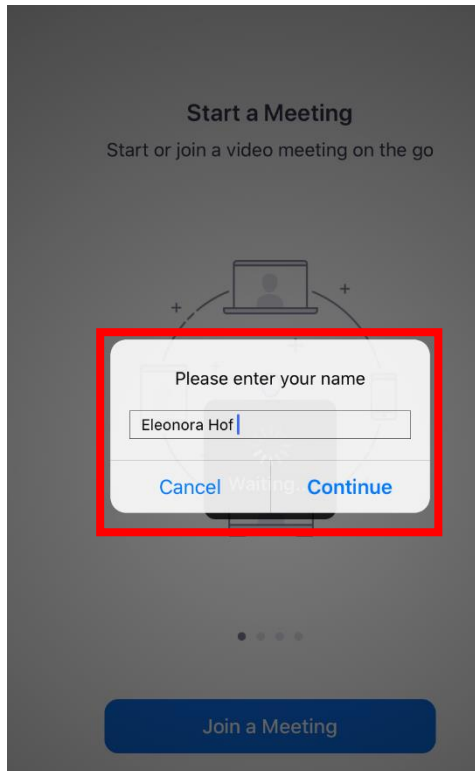 Start a Meeting
Start or join a video meeting on the go
Please enter your name
Eleonora Hof
Waiting...
Cancel Continue
Join a Meeting